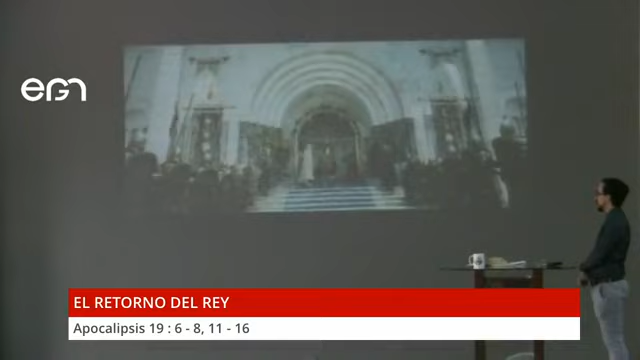 EGN
EL RETORNO DEL REY
Apocalipsis 19 : 6 - 8, 11 - 16